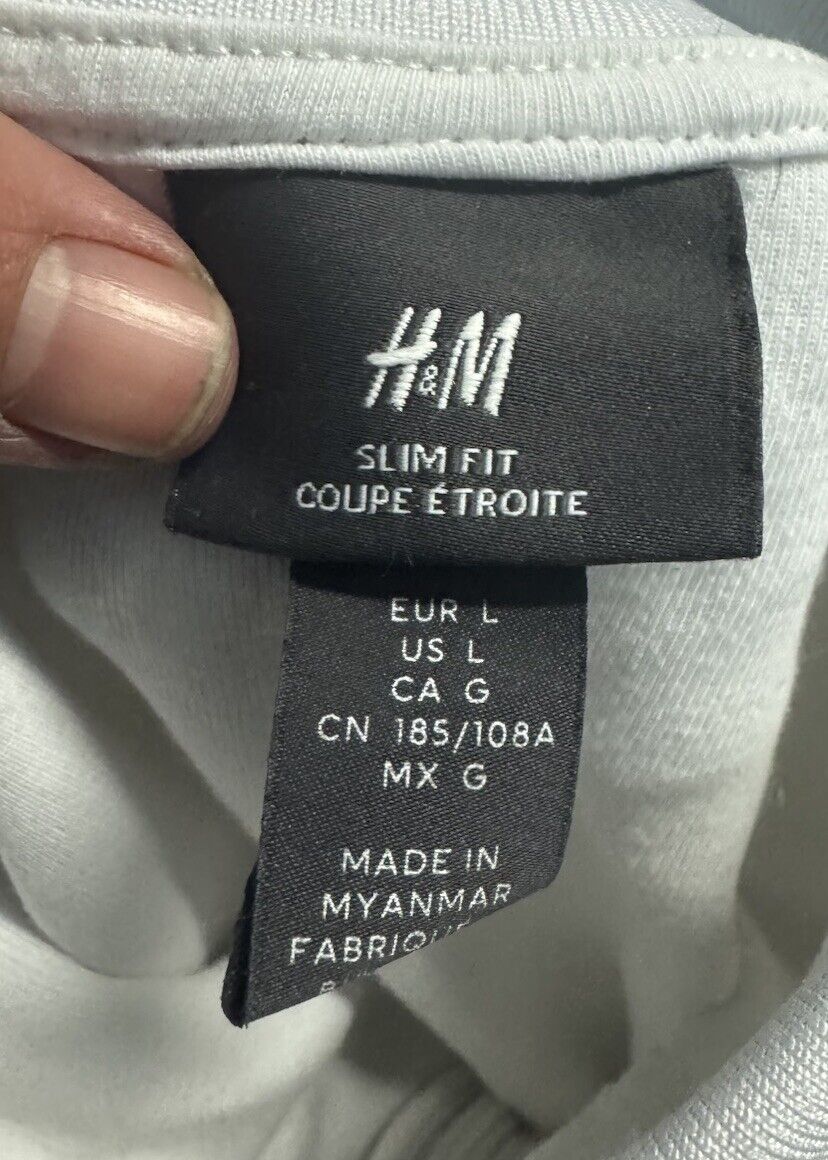 H&M
SLIM FIT
COUPE ÉTROITE
EUR L
US L
CA G
CN 185/108A
MX G
MADE IN
MYANMAR